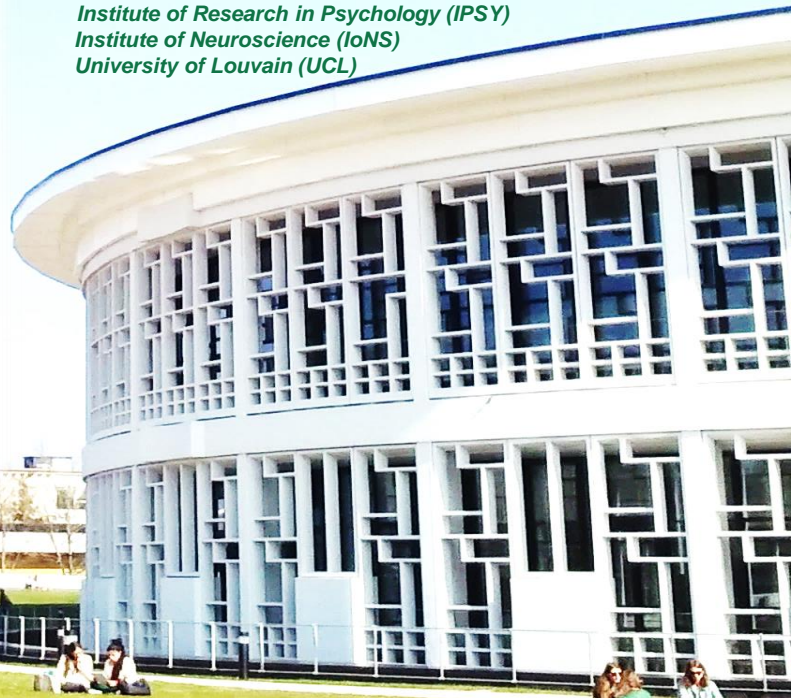 Institute of Research in Psychology (IPSY)
Institute of Neuroscience (IoNS)
University of Louvain (UCL)